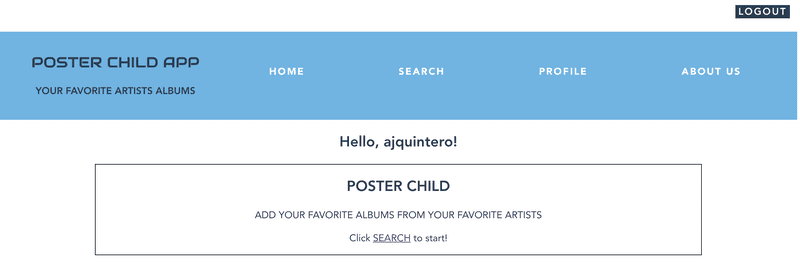 LOGOUT
POSTER CHILD APP
YOUR FAVORITE ARTISTS ALBUMS
HOME
SEARCH
PROFILE
ABOUT US
Hello, ajquintero!
POSTER CHILD
ADD YOUR FAVORITE ALBUMS FROM YOUR FAVORITE ARTISTS
Click SEARCH to start!